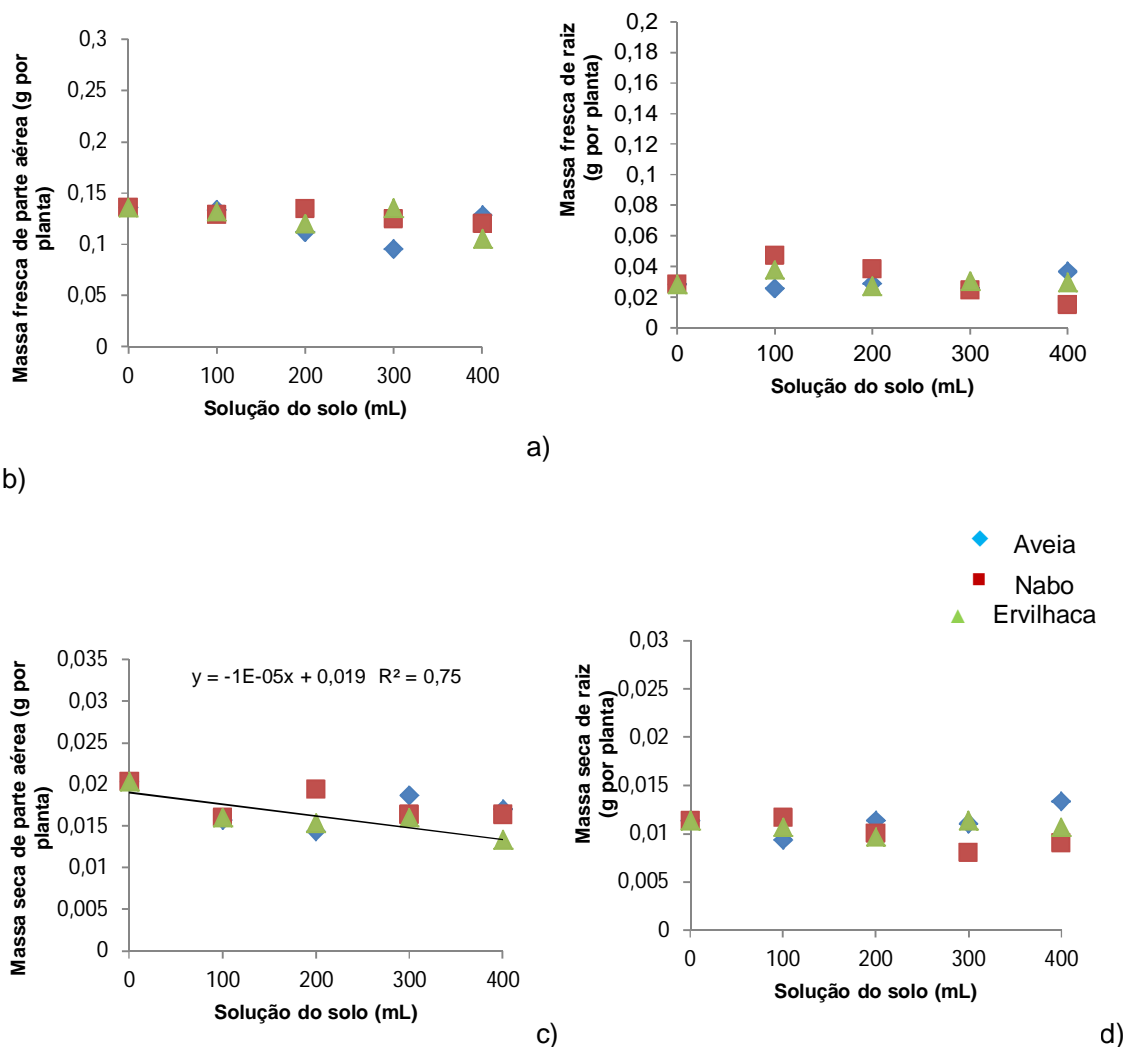 Massa fresca de parte aérea (g por
planta)
0,3
0,25
0,2
0,15
0,1
0,05
0
0 100 200 300 400
Solução do solo (mL)
a)
Massa fresca de raiz
(g por planta)
0,2
0,18
0,16
0,14
0,12
0,1
0,08
0,06
0,04
0,02
0
0 100 200 300 400
Solução do solo (mL)
b)
Aveia
Nabo
Ervilhaca
Massa seca de parte aérea (g por
planta)
0,035
0,03
0,025
0,02
0,015
0,01
0,005
0
y = -1E-05x + 0,019 R² = 0,75
0 100 200 300 400
Solução do solo (mL)
c)
Massa seca de raiz
(g por planta)
0,03
0,025
0,02
0,015
0,01
0,005
0
0 100 200 300 400
Solução do solo (mL)
d)